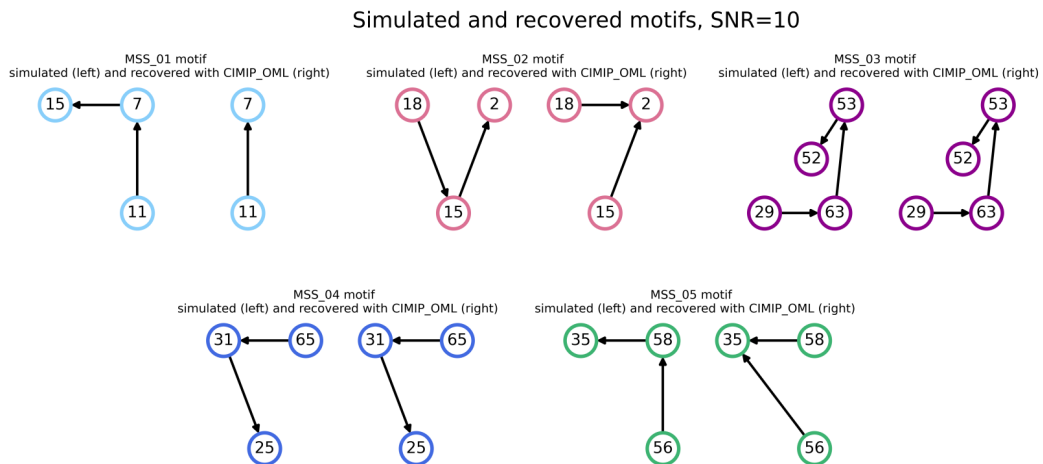 Simulated and recovered motifs, SNR=10
MSS_01 motif
simulated (left) and recovered with CIMIP_OML (right)
15 7 7
11 11
MSS_02 motif
simulated (left) and recovered with CIMIP_OML (right)
18 2 18 2
15 15
MSS_03 motif
simulated (left) and recovered with CIMIP_OML (right)
53 53
52 52
29 63 29 63
MSS_04 motif
simulated (left) and recovered with CIMIP_OML (right)
31 65 31 65
25 25
MSS_05 motif
simulated (left) and recovered with CIMIP_OML (right)
35 58 35 58
56 56